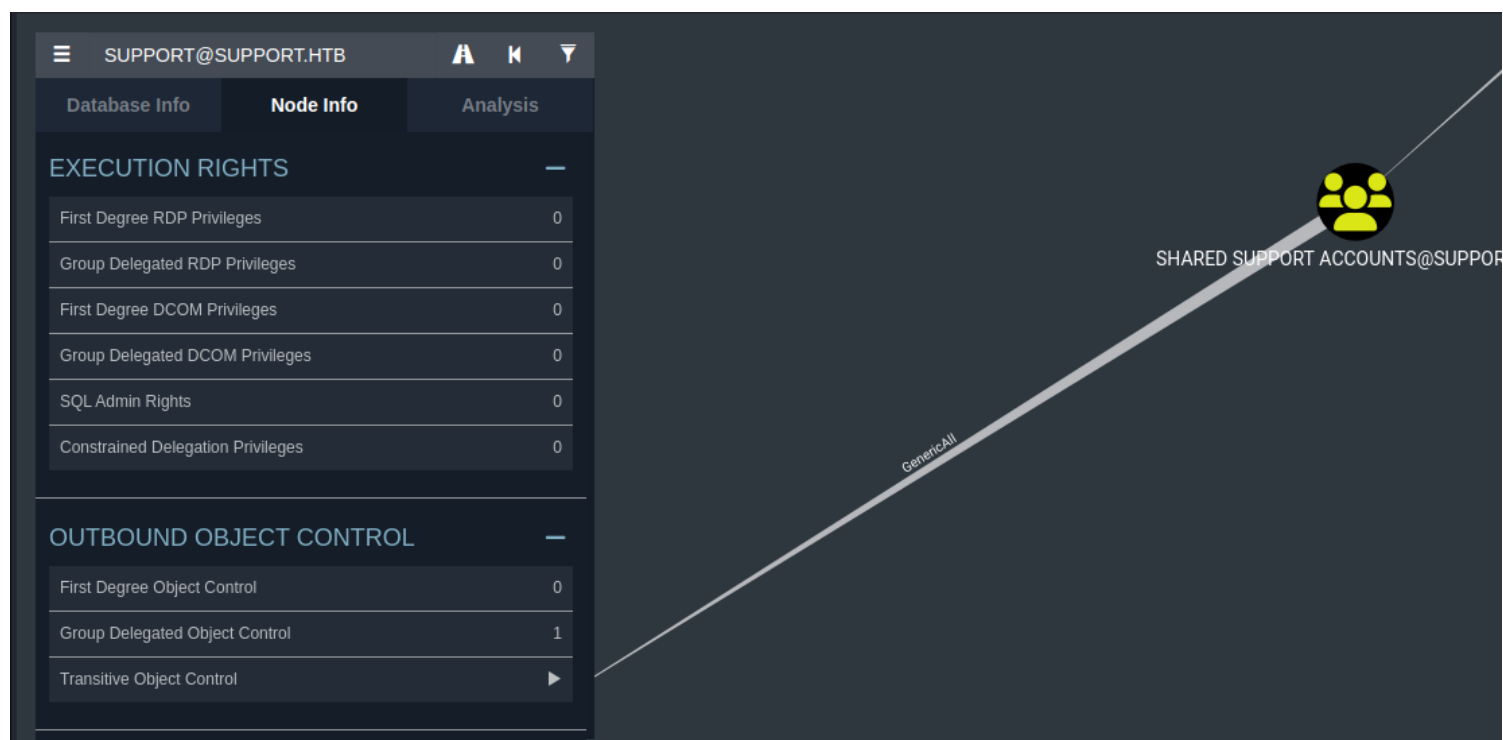 SUPPORT@SUPPORT.HTB
Database Info Node Info Analysis
EXECUTION RIGHTS
First Degree RDP Privileges 0
Group Delegated RDP Privileges 0
First Degree DCOM Privileges 0
Group Delegated DCOM Privileges 0
SQL Admin Rights 0
Constrained Delegation Privileges 0
OUTBOUND OBJECT CONTROL
First Degree Object Control 0
Group Delegated Object Control 1
Transitive Object Control
SHARED SUPPORT ACCOUNTS@SUPPOR
GenericAll